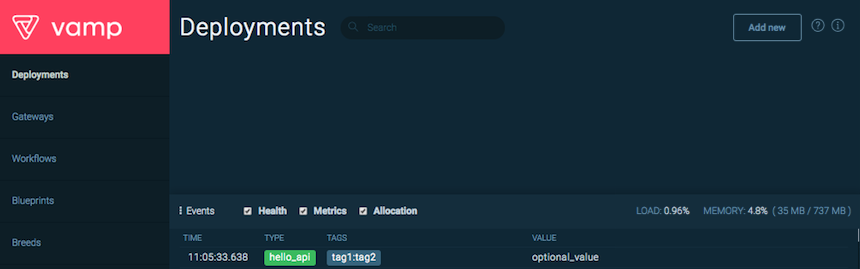 vamp
Deployments
Search
Add new
Deployments
Gateways
Workflows
Blueprints
Breeds
Events Health Metrics Allocation LOAD: 0.96% MEMORY: 4.8% ( 35 MB / 737 MB )
TIME TYPE TAGS VALUE
11:05:33.638 hello_api tag1:tag2 optional_value